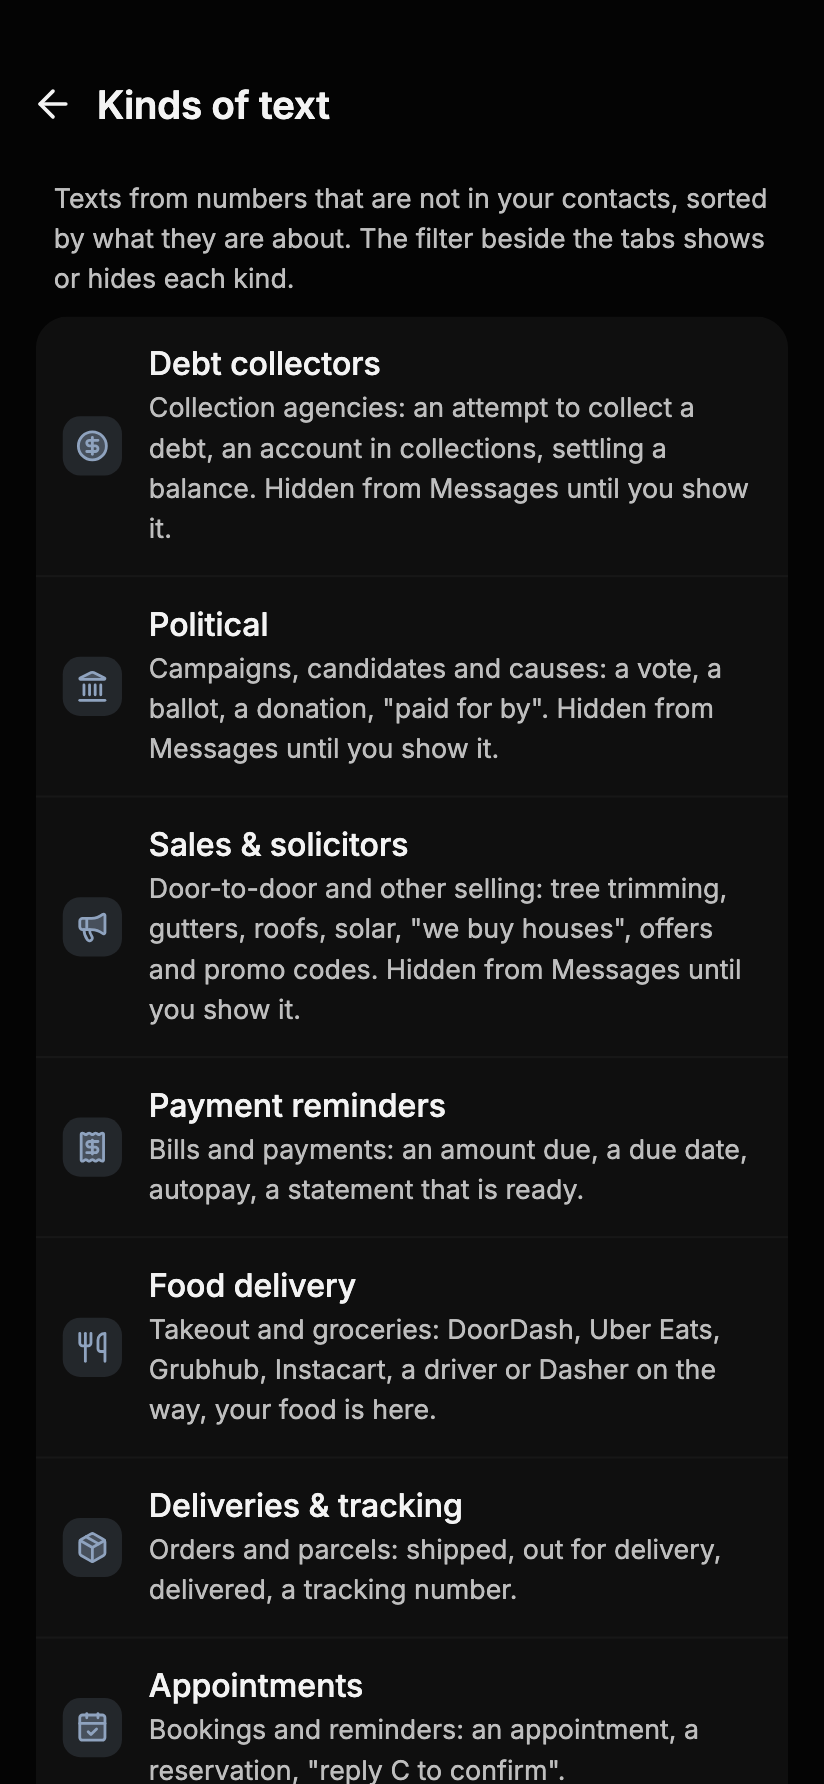 Kinds of text
Texts from numbers that are not in your contacts, sorted
by what they are about. The filter beside the tabs shows
or hides each kind.
Debt collectors
Collection agencies: an attempt to collect a
debt, an account in collections, settling a
balance. Hidden from Messages until you show
it.
Political
Campaigns, candidates and causes: a vote, a
ballot, a donation, "paid for by". Hidden from
Messages until you show it.
Sales & solicitors
Door-to-door and other selling: tree trimming,
gutters, roofs, solar, "we buy houses", offers
and promo codes. Hidden from Messages until
you show it.
Payment reminders
Bills and payments: an amount due, a due date,
autopay, a statement that is ready.
Food delivery
Takeout and groceries: DoorDash, Uber Eats,
Grubhub, Instacart, a driver or Dasher on the
way, your food is here.
Deliveries & tracking
Orders and parcels: shipped, out for delivery,
delivered, a tracking number.
Appointments
Bookings and reminders: an appointment, a
reservation, "reply C to confirm".